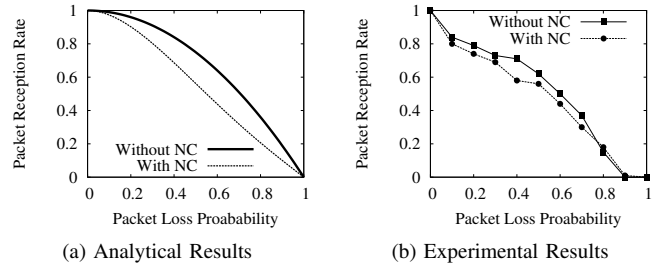 Packet Reception Rate
1
0.8
0.6
0.4
0.2
0
Without NC
With NC
0 0.2 0.4 0.6 0.8 1
Packet Loss Proabability
(a) Analytical Results
Packet Reception Rate
1
0.8
0.6
0.4
0.2
0
Without NC
With NC
0 0.2 0.4 0.6 0.8 1
Packet Loss Proabability
(b) Experimental Results